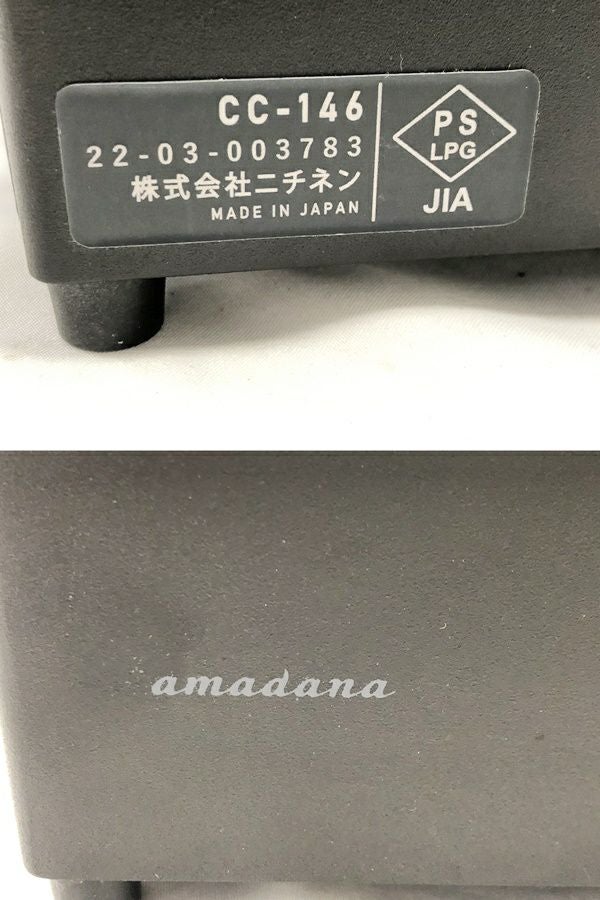 CC-146
22-03-003783
株式会社ニチネン
MADE IN JAPAN
PS
LPG
JIA
amadana